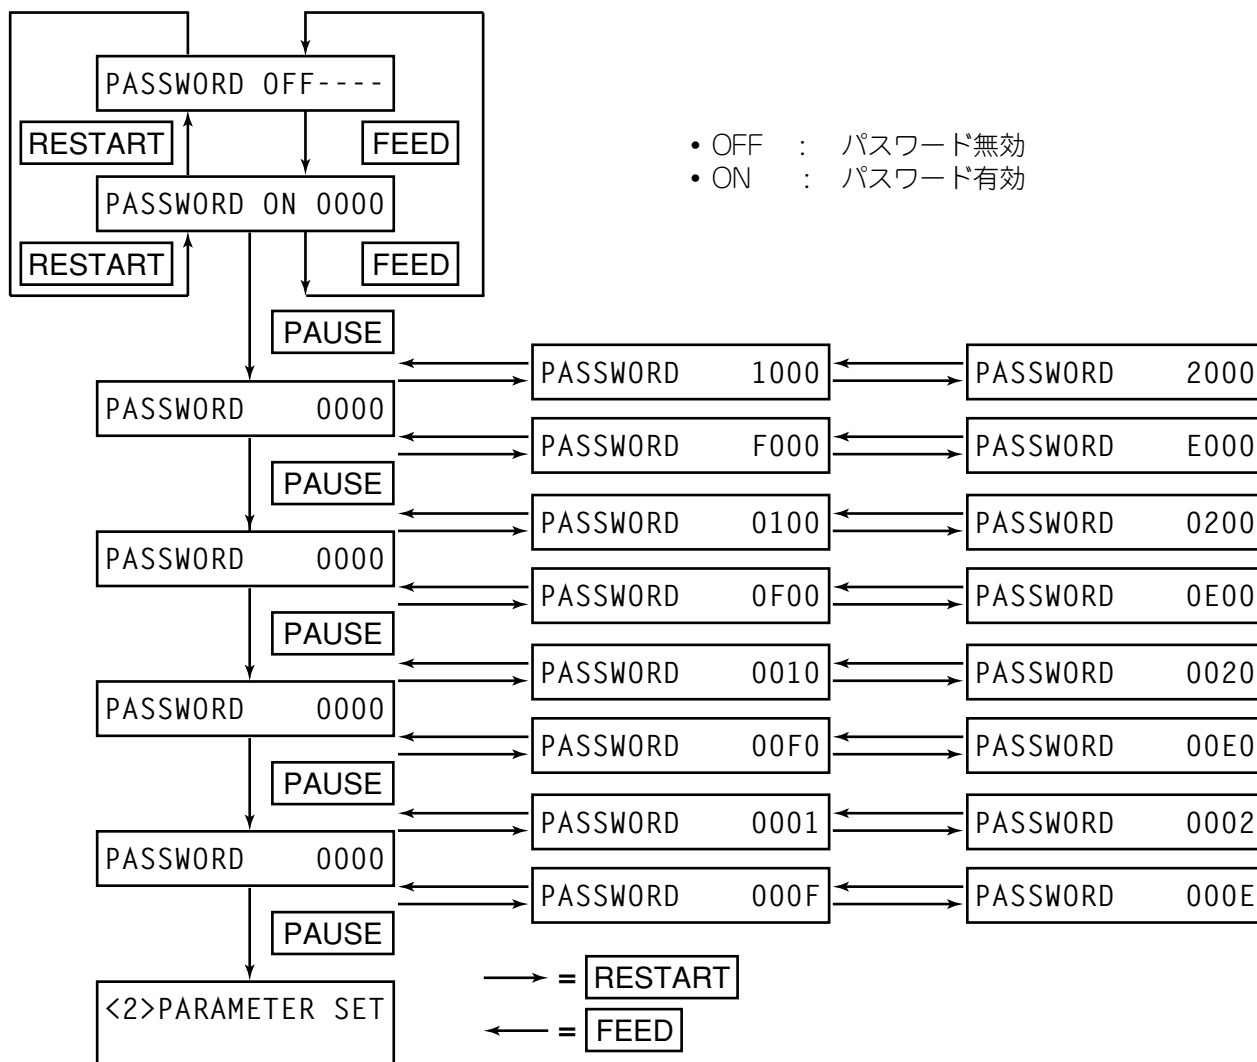 PASSWORD OFF----
RESTART
FEED
• OFF : パスワード無効
• ON : パスワード有効
PASSWORD ON 0000
RESTART
FEED
PAUSE
PASSWORD 1000
PASSWORD 2000
PASSWORD 0000
PASSWORD F000
PASSWORD E000
PAUSE
PASSWORD 0100
PASSWORD 0200
PASSWORD 0000
PASSWORD 0F00
PASSWORD 0E00
PAUSE
PASSWORD 0010
PASSWORD 0020
PASSWORD 0000
PASSWORD 00F0
PASSWORD 00E0
PAUSE
PASSWORD 0001
PASSWORD 0002
PASSWORD 0000
PASSWORD 000F
PASSWORD 000E
PAUSE
= RESTART
<2>PARAMETER SET
= FEED